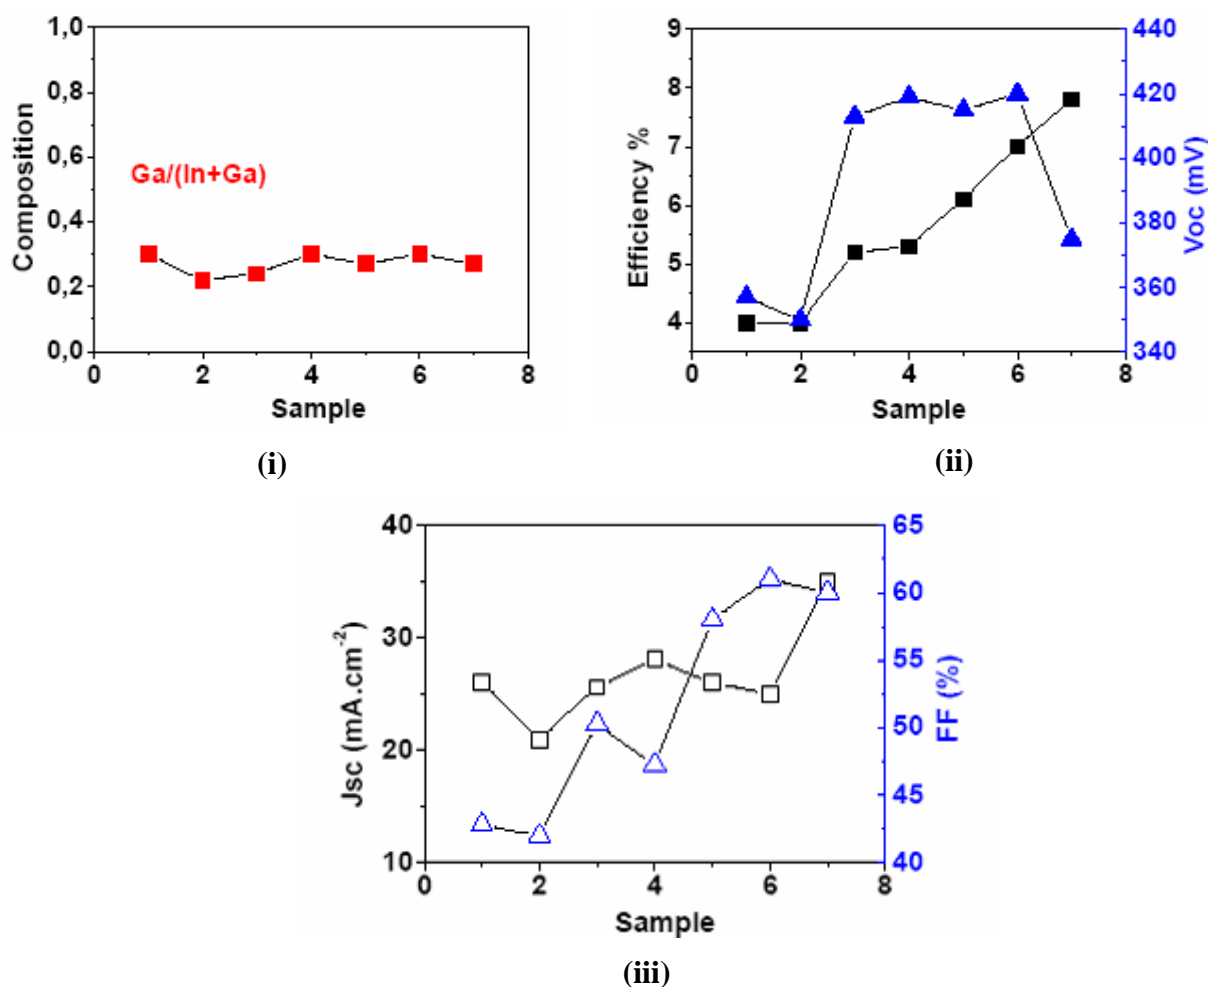 1,0
0,8
0,6
0,4
0,2
0,0
Composition
Ga/(In+Ga)
0 2 4 6 8
Sample
(i)
9
8
7
6
5
4
Efficiency %
440
420
400
380
360
340
Voc (mV)
0 2 4 6 8
Sample
(ii)
40
30
20
10
Jsc (mA.cm-2)
65
60
55
50
45
40
FF (%)
0 2 4 6 8
Sample
(iii)